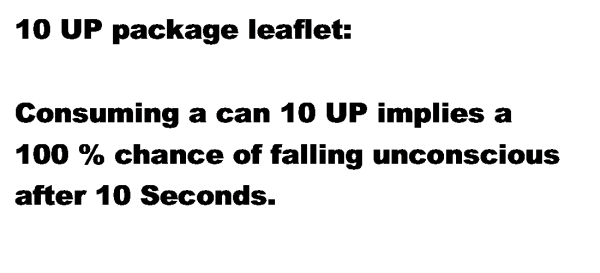 10 UP package leaflet:
Consuming a can 10 UP implies a
100 % chance of falling unconscious
after 10 Seconds.